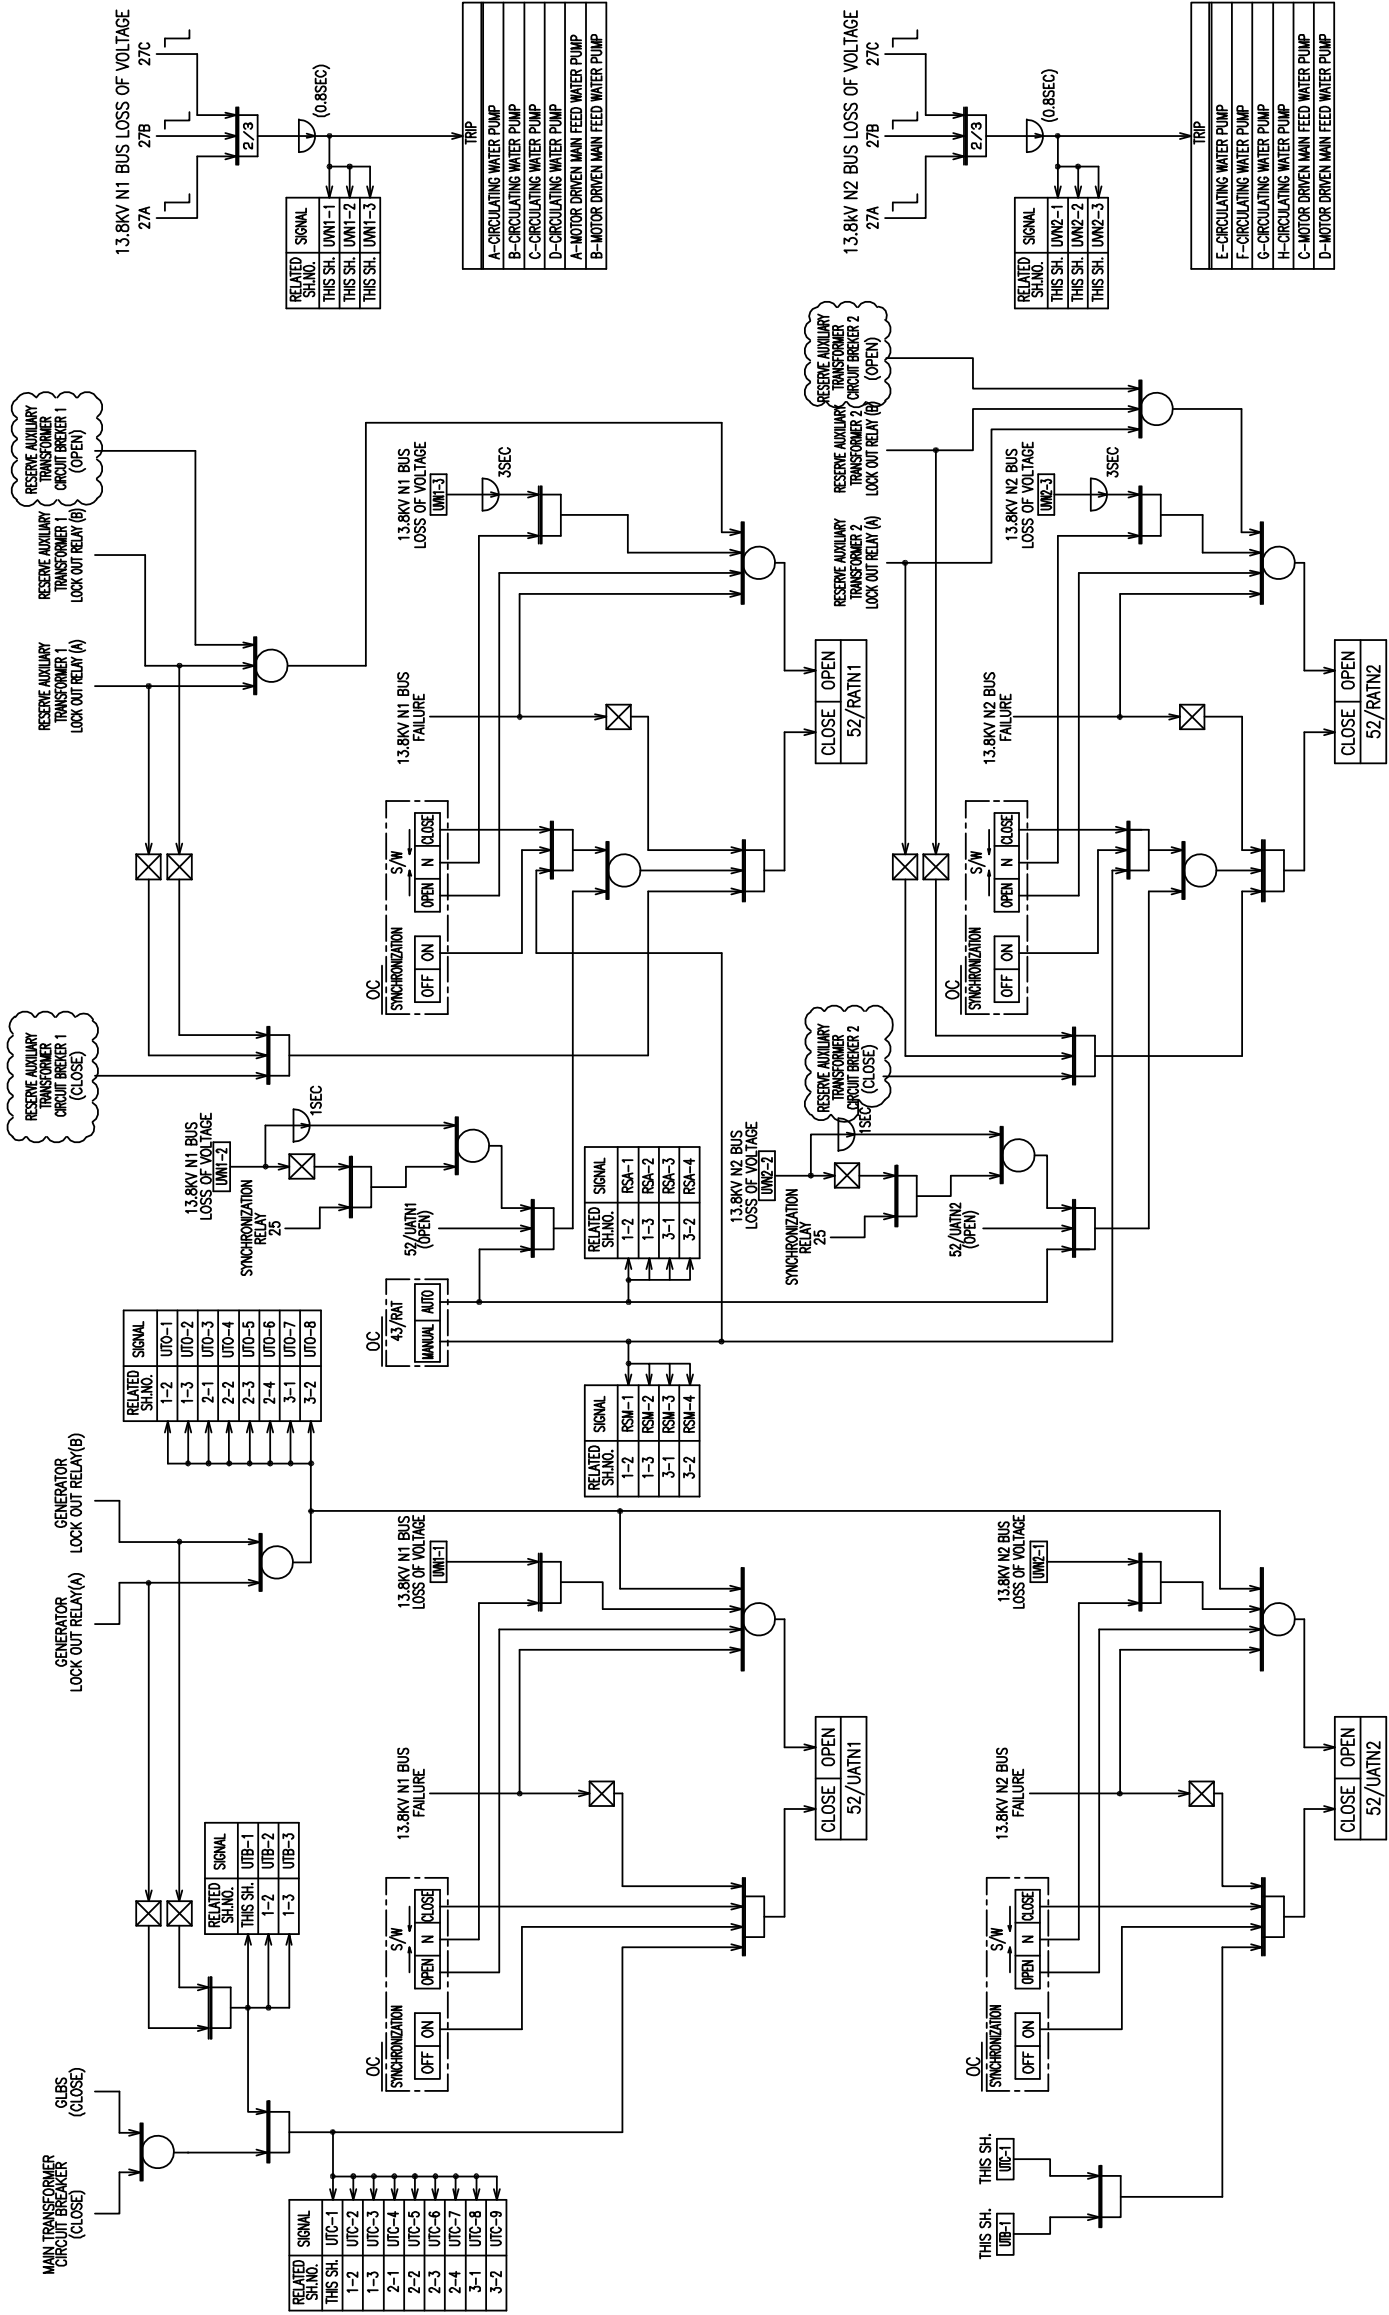 MAIN TRANSFORMER
CIRCUIT BREAKER
(CLOSE)
GLBS
(CLOSE)
GENERATOR
LOCK OUT RELAY(A)
GENERATOR
LOCK OUT RELAY(B)
RELATED SH.NO. SIGNAL
THIS SH. UTB-1
1-2 UTB-2
1-3 UTB-3
RELATED SH.NO. SIGNAL
1-2 UTO-1
1-3 UTO-2
2-1 UTO-3
2-2 UTO-4
2-3 UTO-5
2-4 UTO-6
3-1 UTO-7
3-2 UTO-8
RELATED SH.NO. SIGNAL
THIS SH. UTC-1
1-2 UTC-2
1-3 UTC-3
2-1 UTC-4
2-2 UTC-5
2-3 UTC-6
2-4 UTC-7
3-1 UTC-8
3-2 UTC-9
OC
SYNCHRONIZATION S/W
OFF ON OPEN N CLOSE
13.8KV N1 BUS
FAILURE
13.8KV N1 BUS
LOSS OF VOLTAGE
UVN1-1
CLOSE OPEN
52/UATN1
THIS SH.
UTB-1
THIS SH.
UTC-1
OC
SYNCHRONIZATION S/W
OFF ON OPEN N CLOSE
13.8KV N2 BUS
FAILURE
13.8KV N2 BUS
LOSS OF VOLTAGE
UVN2-1
CLOSE OPEN
52/UATN2
RESERVE AUXILIARY
TRANSFORMER
CIRCUIT BREKER 1
(CLOSE)
RESERVE AUXILIARY
TRANSFORMER 1
LOCK OUT RELAY (A)
RESERVE AUXILIARY
TRANSFORMER 1
LOCK OUT RELAY (B)
RESERVE AUXILIARY
TRANSFORMER
CIRCUIT BREKER 1
(OPEN)
SYNCHRONIZATION
RELAY
25
13.8KV N1 BUS
LOSS OF VOLTAGE
UVN1-2
1SEC
OC
43/RAT
MANUAL AUTO
52/UATN1
(OPEN)
OC
SYNCHRONIZATION S/W
OFF ON OPEN N CLOSE
13.8KV N1 BUS
FAILURE
13.8KV N1 BUS
LOSS OF VOLTAGE
UVN1-3
3SEC
CLOSE OPEN
52/RATN1
RELATED SH.NO. SIGNAL
1-2 RSM-1
1-3 RSM-2
3-1 RSM-3
3-2 RSM-4
RELATED SH.NO. SIGNAL
1-2 RSA-1
1-3 RSA-2
3-1 RSA-3
3-2 RSA-4
13.8KV N2 BUS
LOSS OF VOLTAGE
UVN2-2
SYNCHRONIZATION
RELAY
25
1SEC
RESERVE AUXILIARY
TRANSFORMER
CIRCUIT BREKER 2
(CLOSE)
52/UATN2
(OPEN)
RESERVE AUXILIARY
TRANSFORMER 2
LOCK OUT RELAY (A)
RESERVE AUXILIARY
TRANSFORMER 2
LOCK OUT RELAY (B)
RESERVE AUXILIARY
TRANSFORMER
CIRCUIT BREKER 2
(OPEN)
OC
SYNCHRONIZATION S/W
OFF ON OPEN N CLOSE
13.8KV N2 BUS
FAILURE
13.8KV N2 BUS
LOSS OF VOLTAGE
UVN2-3
3SEC
CLOSE OPEN
52/RATN2
13.8KV N1 BUS LOSS OF VOLTAGE
27A 27B 27C
2/3
(0.8SEC)
RELATED SH.NO. SIGNAL
THIS SH. UVN1-1
THIS SH. UVN1-2
THIS SH. UVN1-3
TRIP
A-CIRCULATING WATER PUMP
B-CIRCULATING WATER PUMP
C-CIRCULATING WATER PUMP
D-CIRCULATING WATER PUMP
A-MOTOR DRIVEN MAIN FEED WATER PUMP
B-MOTOR DRIVEN MAIN FEED WATER PUMP
13.8KV N2 BUS LOSS OF VOLTAGE
27A 27B 27C
2/3
(0.8SEC)
RELATED SH.NO. SIGNAL
THIS SH. UVN2-1
THIS SH. UVN2-2
THIS SH. UVN2-3
TRIP
E-CIRCULATING WATER PUMP
F-CIRCULATING WATER PUMP
G-CIRCULATING WATER PUMP
H-CIRCULATING WATER PUMP
C-MOTOR DRIVEN MAIN FEED WATER PUMP
D-MOTOR DRIVEN MAIN FEED WATER PUMP